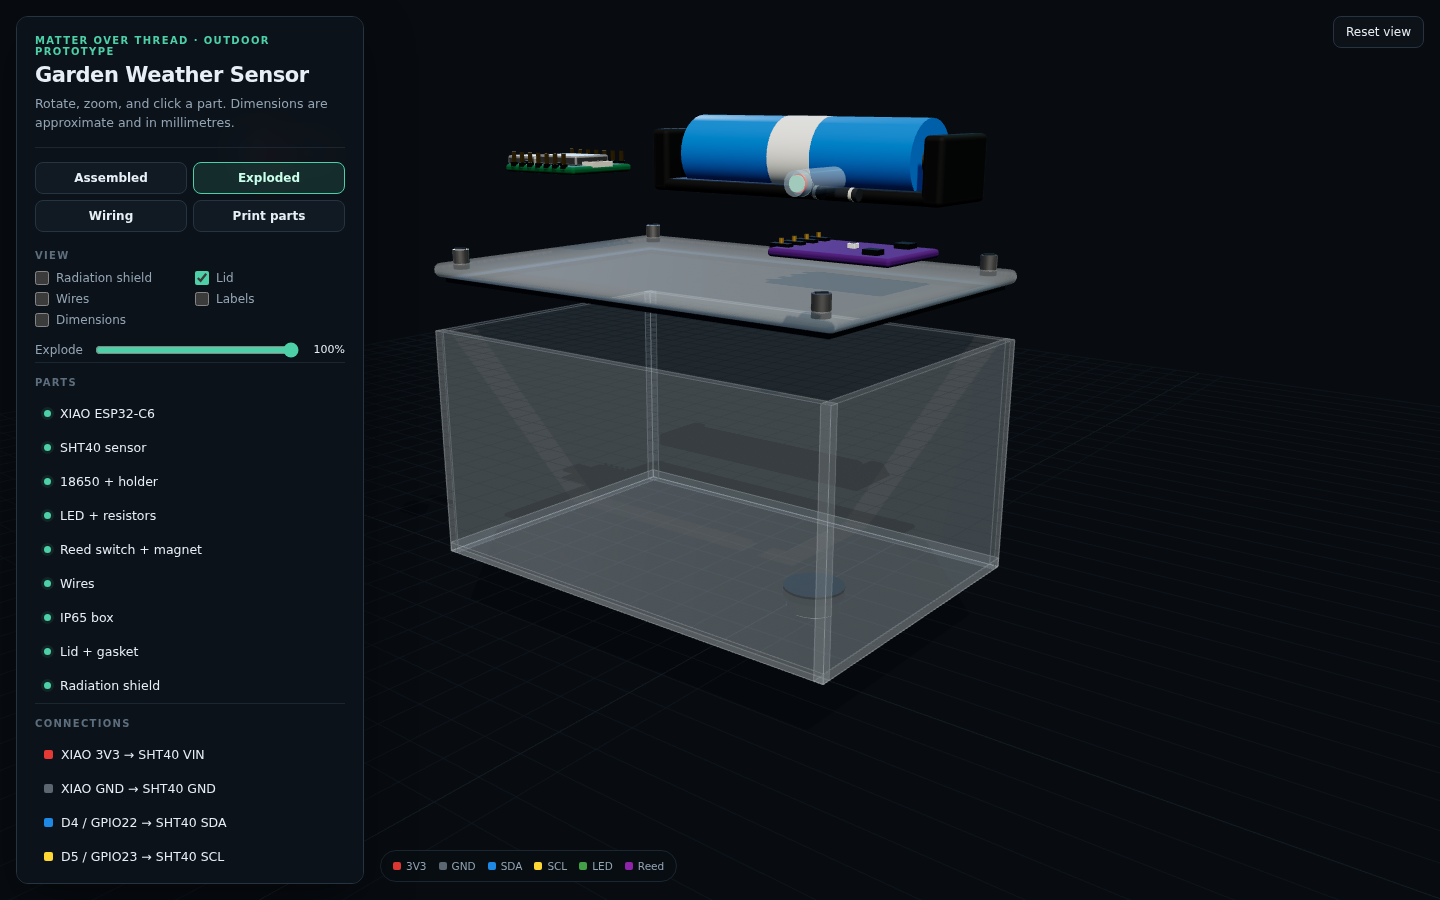 MATTER OVER THREAD · OUTDOOR
PROTOTYPE
Garden Weather Sensor
Rotate, zoom, and click a part. Dimensions are
approximate and in millimetres.
Assembled
Exploded
Wiring
Print parts
VIEW
Radiation shield
Lid
Wires
Labels
Dimensions
Explode 100%
PARTS
XIAO ESP32-C6
SHT40 sensor
18650 + holder
LED + resistors
Reed switch + magnet
Wires
IP65 box
Lid + gasket
Radiation shield
CONNECTIONS
XIAO 3V3 → SHT40 VIN
XIAO GND → SHT40 GND
D4 / GPIO22 → SHT40 SDA
D5 / GPIO23 → SHT40 SCL
Reset view
3V3 GND SDA SCL LED Reed